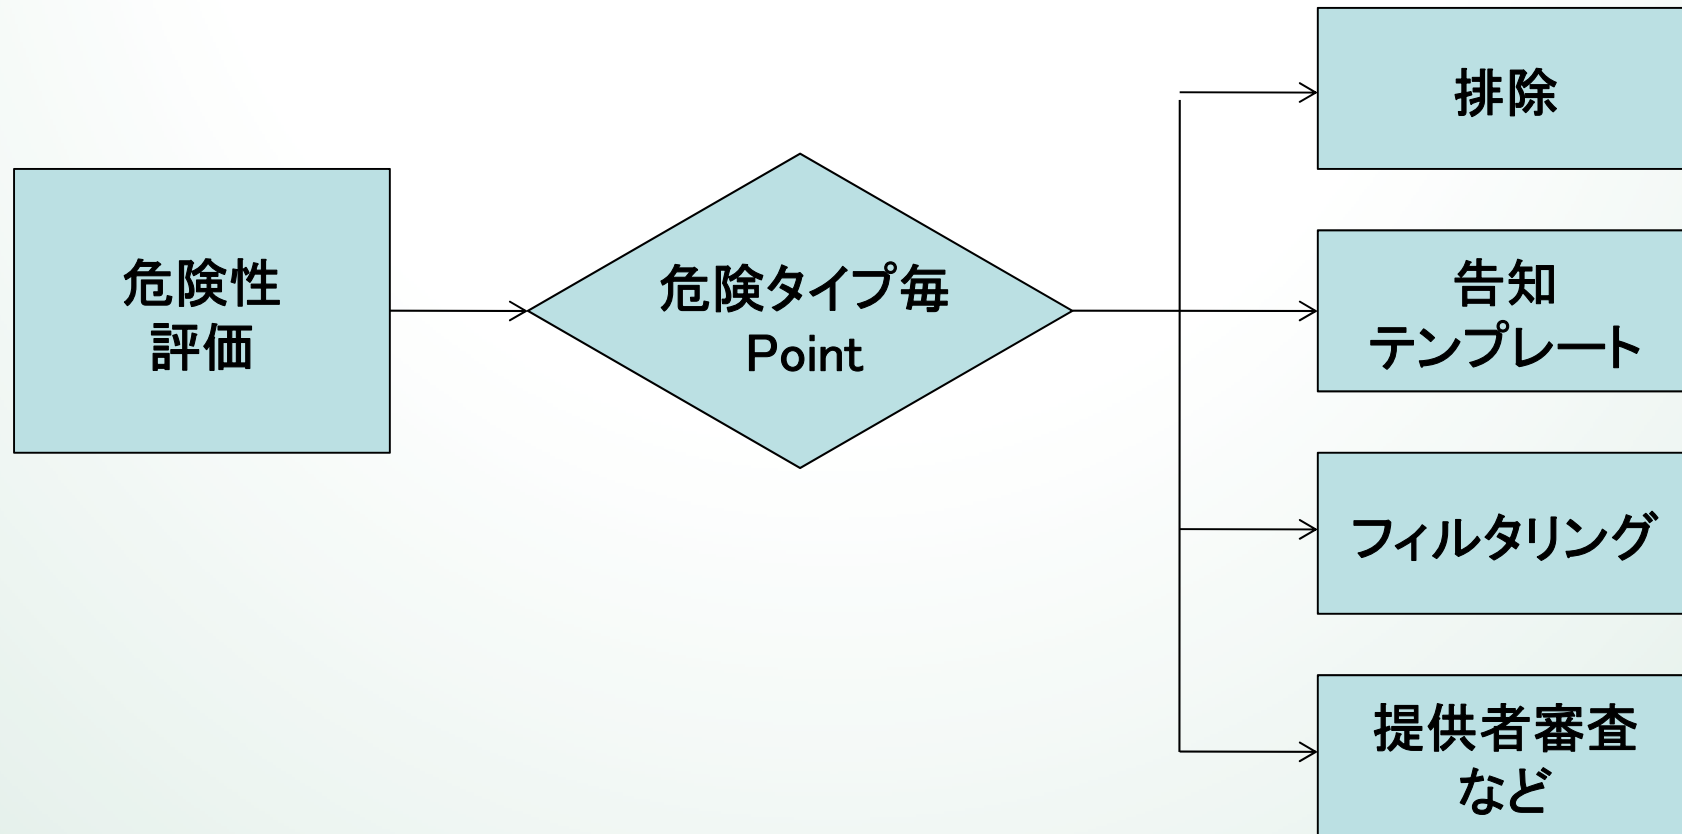 危険性
評価
危険タイプ毎
Point
排除
告知
テンプレート
フィルタリング
提供者審査
など